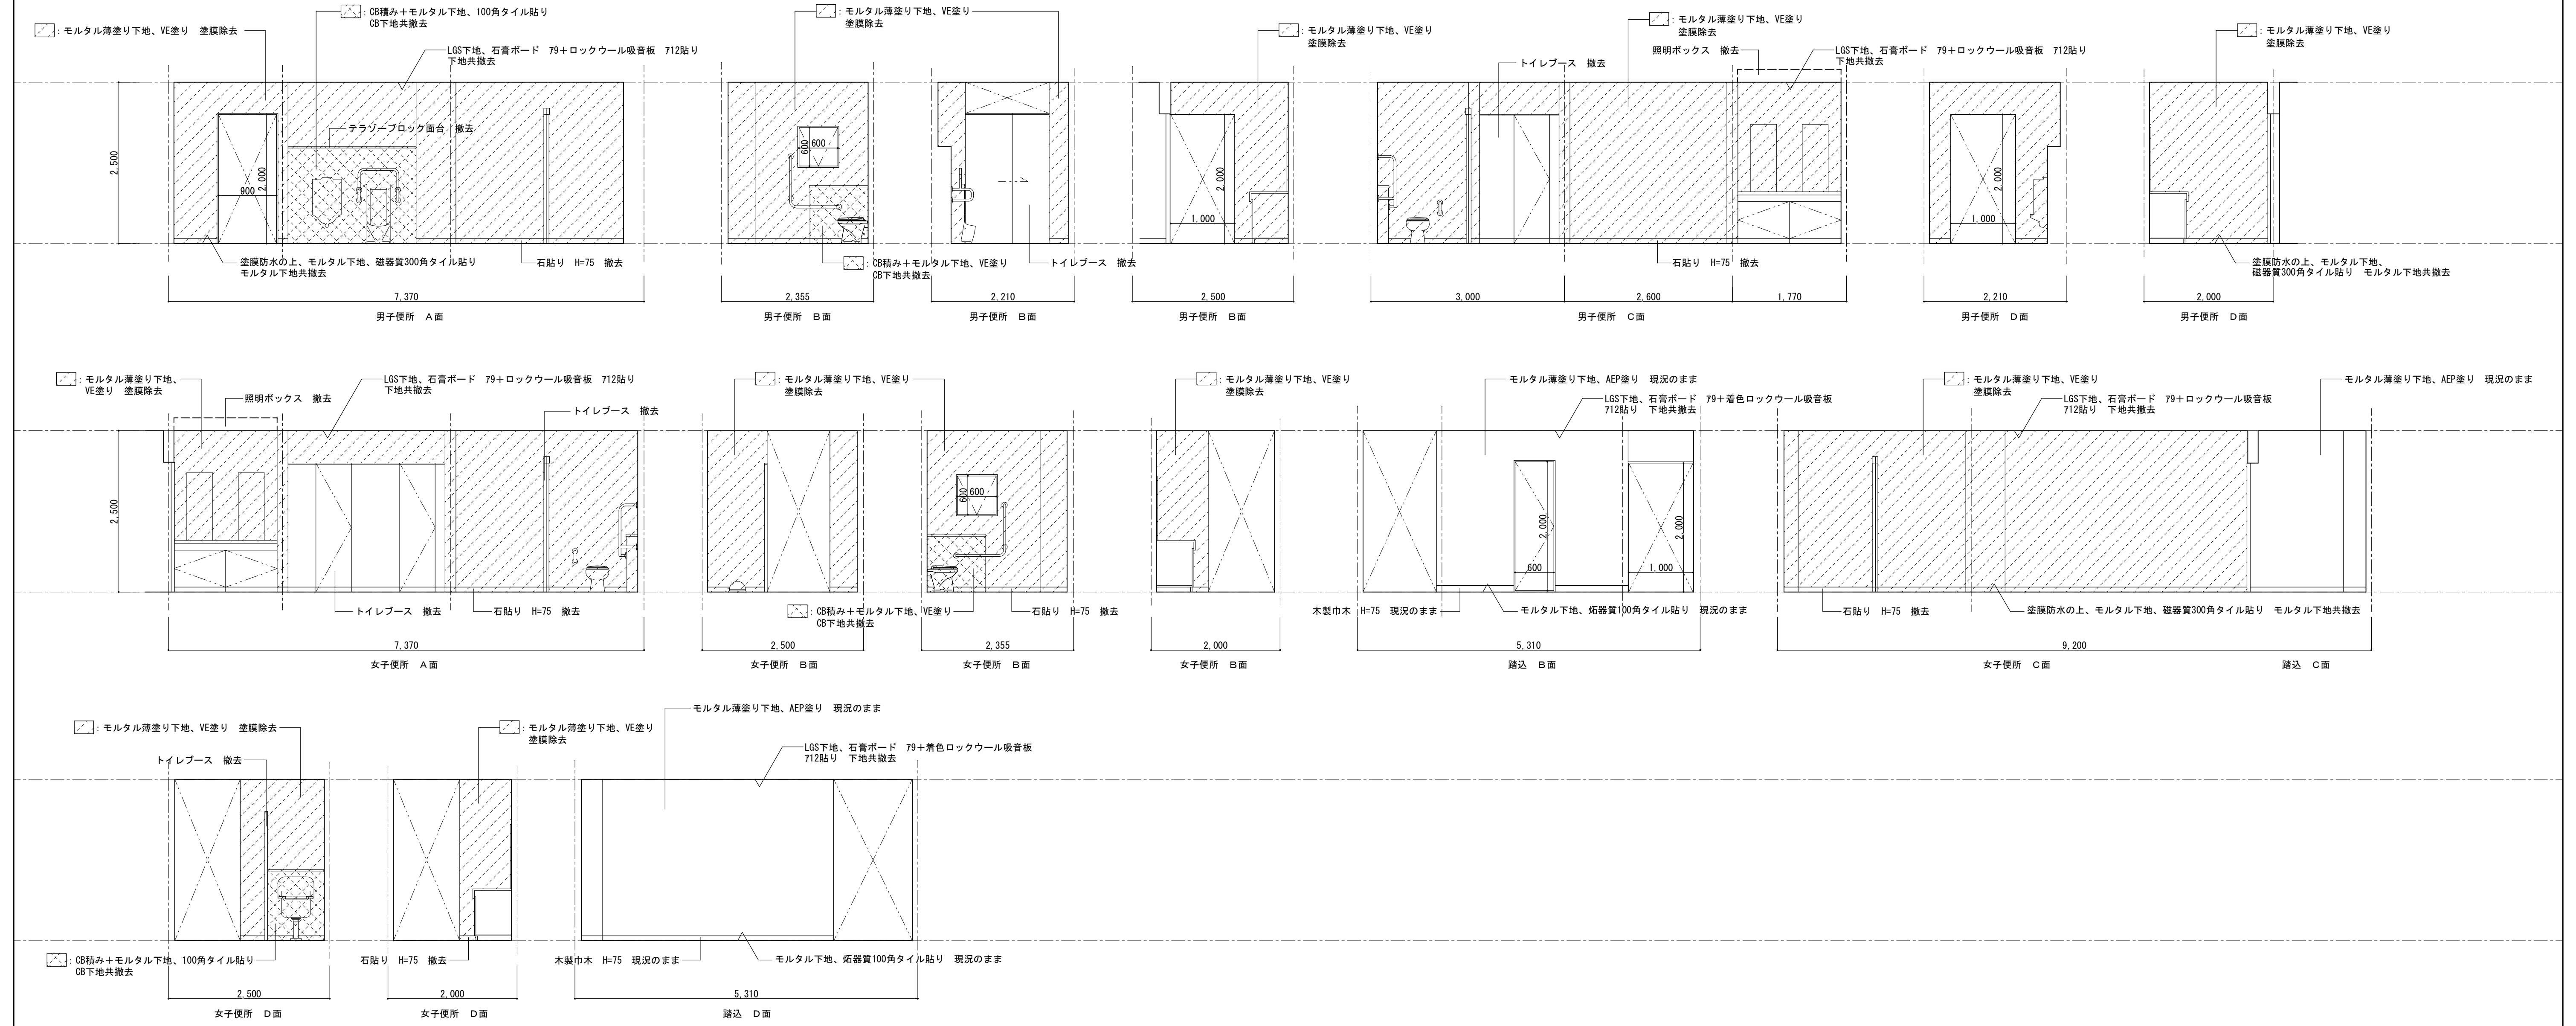 ：モルタル薄塗り下地、VE塗り　塗膜除去
：CB積み＋モルタル下地、100角タイル貼り
CB下地共撤去
LGS下地、石膏ボード　ｱ9＋ロックウール吸音板　ｱ12貼り
下地共撤去
テラゾーブロック面台　撤去
2,500
900
2,000
塗膜防水の上、モルタル下地、磁器質300角タイル貼り
モルタル下地共撤去
石貼り　H=75　撤去
7,370
男子便所　A面
：モルタル薄塗り下地、VE塗り
塗膜除去
600
600
：CB積み＋モルタル下地、VE塗り
CB下地共撤去
2,355
男子便所　B面
トイレブース　撤去
2,210
男子便所　B面
：モルタル薄塗り下地、VE塗り
塗膜除去
2,000
1,000
2,500
男子便所　B面
：モルタル薄塗り下地、VE塗り
塗膜除去
トイレブース　撤去
照明ボックス　撤去
LGS下地、石膏ボード　ｱ9＋ロックウール吸音板　ｱ12貼り
下地共撤去
石貼り　H=75　撤去
3,000
2,600
1,770
男子便所　C面
：モルタル薄塗り下地、VE塗り
塗膜除去
2,000
1,000
2,210
男子便所　D面
塗膜防水の上、モルタル下地、
磁器質300角タイル貼り　モルタル下地共撤去
2,000
男子便所　D面
：モルタル薄塗り下地、
VE塗り　塗膜除去
照明ボックス　撤去
LGS下地、石膏ボード　ｱ9＋ロックウール吸音板　ｱ12貼り
下地共撤去
トイレブース　撤去
2,500
トイレブース　撤去
石貼り　H=75　撤去
7,370
女子便所　A面
：モルタル薄塗り下地、VE塗り
塗膜除去
2,500
女子便所　B面
600
600
：CB積み＋モルタル下地、VE塗り
CB下地共撤去
石貼り　H=75　撤去
2,355
女子便所　B面
：モルタル薄塗り下地、VE塗り
塗膜除去
2,000
女子便所　B面
モルタル薄塗り下地、AEP塗り　現況のまま
LGS下地、石膏ボード　ｱ9＋着色ロックウール吸音板
ｱ12貼り　下地共撤去
2,000
600
2,000
1,000
木製巾木　H=75　現況のまま
モルタル下地、炻器質100角タイル貼り　現況のまま
5,310
踏込　B面
：モルタル薄塗り下地、VE塗り
塗膜除去
LGS下地、石膏ボード　ｱ9＋ロックウール吸音板
ｱ12貼り　下地共撤去
モルタル薄塗り下地、AEP塗り　現況のまま
石貼り　H=75　撤去
塗膜防水の上、モルタル下地、磁器質300角タイル貼り　モルタル下地共撤去
9,200
女子便所　C面
踏込　C面
：モルタル薄塗り下地、VE塗り　塗膜除去
トイレブース　撤去
：CB積み＋モルタル下地、100角タイル貼り
CB下地共撤去
2,500
女子便所　D面
：モルタル薄塗り下地、VE塗り
塗膜除去
石貼り　H=75　撤去
2,000
女子便所　D面
モルタル薄塗り下地、AEP塗り　現況のまま
LGS下地、石膏ボード　ｱ9＋着色ロックウール吸音板
ｱ12貼り　下地共撤去
木製巾木　H=75　現況のまま
モルタル下地、炻器質100角タイル貼り　現況のまま
5,310
踏込　D面